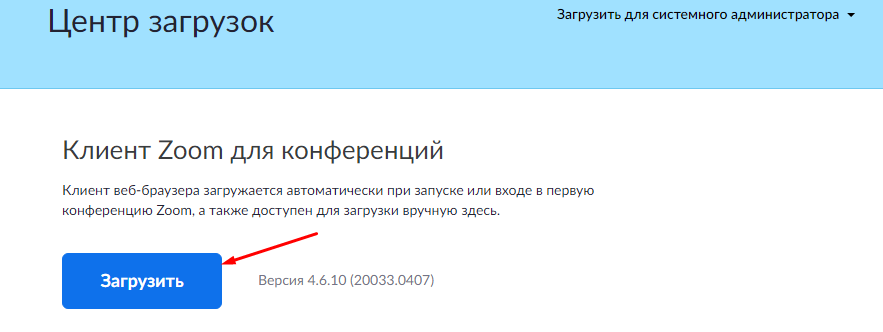 Центр загрузок
Загрузить для системного администратора
Клиент Zoom для конференций
Клиент веб-браузера загружается автоматически при запуске или входе в первую
конференцию Zoom, а также доступен для загрузки вручную здесь.
Загрузить
Версия 4.6.10 (20033.0407)